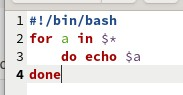 1 #!/bin/bash
2 for a in $*
3     do echo $a
4 done